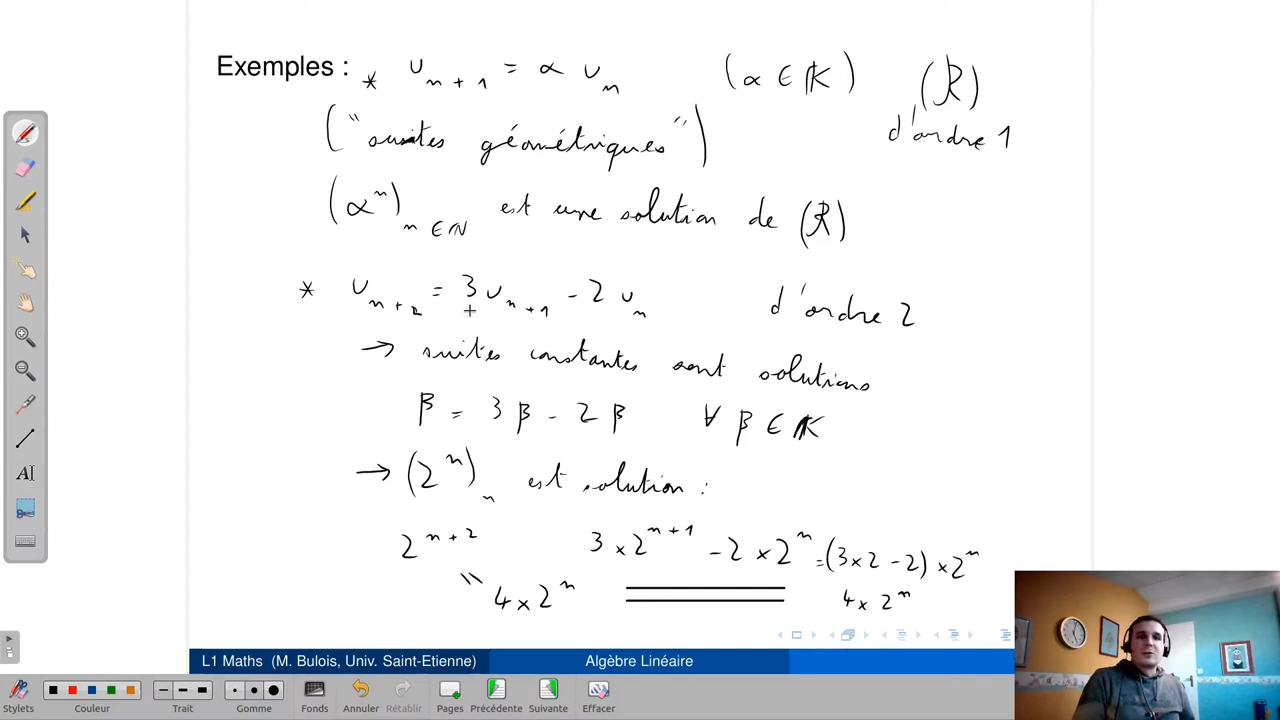 Exemples : * u_{n+1} = α u_n (α ∈ 𝕂) (R)
d'ordre 1
("suites géométriques")
(α^n)_{n ∈ ℕ} est une solution de (R)
* u_{n+2} = 3 u_{n+1} - 2 u_n d'ordre 2
→ suites constantes sont solutions
β = 3 β - 2 β ∀ β ∈ 𝕂
→ (2^n)_n est solution :
2^{n+2} 3 × 2^{n+1} - 2 × 2^n = (3 × 2 - 2) × 2^n
" 4 × 2^n 4 × 2^n
L1 Maths (M. Bulois, Univ. Saint-Etienne) Algèbre Linéaire
Stylets Couleur Trait Gomme Fonds Annuler Rétablir Pages Précédente Suivante Effacer